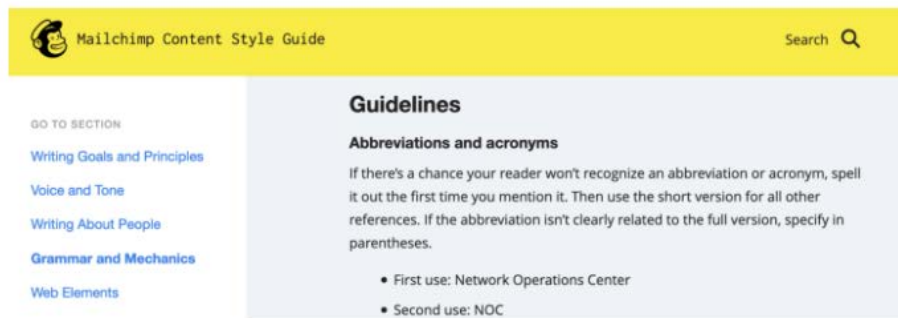 Mailchimp Content Style Guide
Search
GO TO SECTION
Writing Goals and Principles
Voice and Tone
Writing About People
Grammar and Mechanics
Web Elements
Guidelines
Abbreviations and acronyms
If there's a chance your reader won't recognize an abbreviation or acronym, spell
it out the first time you mention it. Then use the short version for all other
references. If the abbreviation isn't clearly related to the full version, specify in
parentheses.
• First use: Network Operations Center
• Second use: NOC